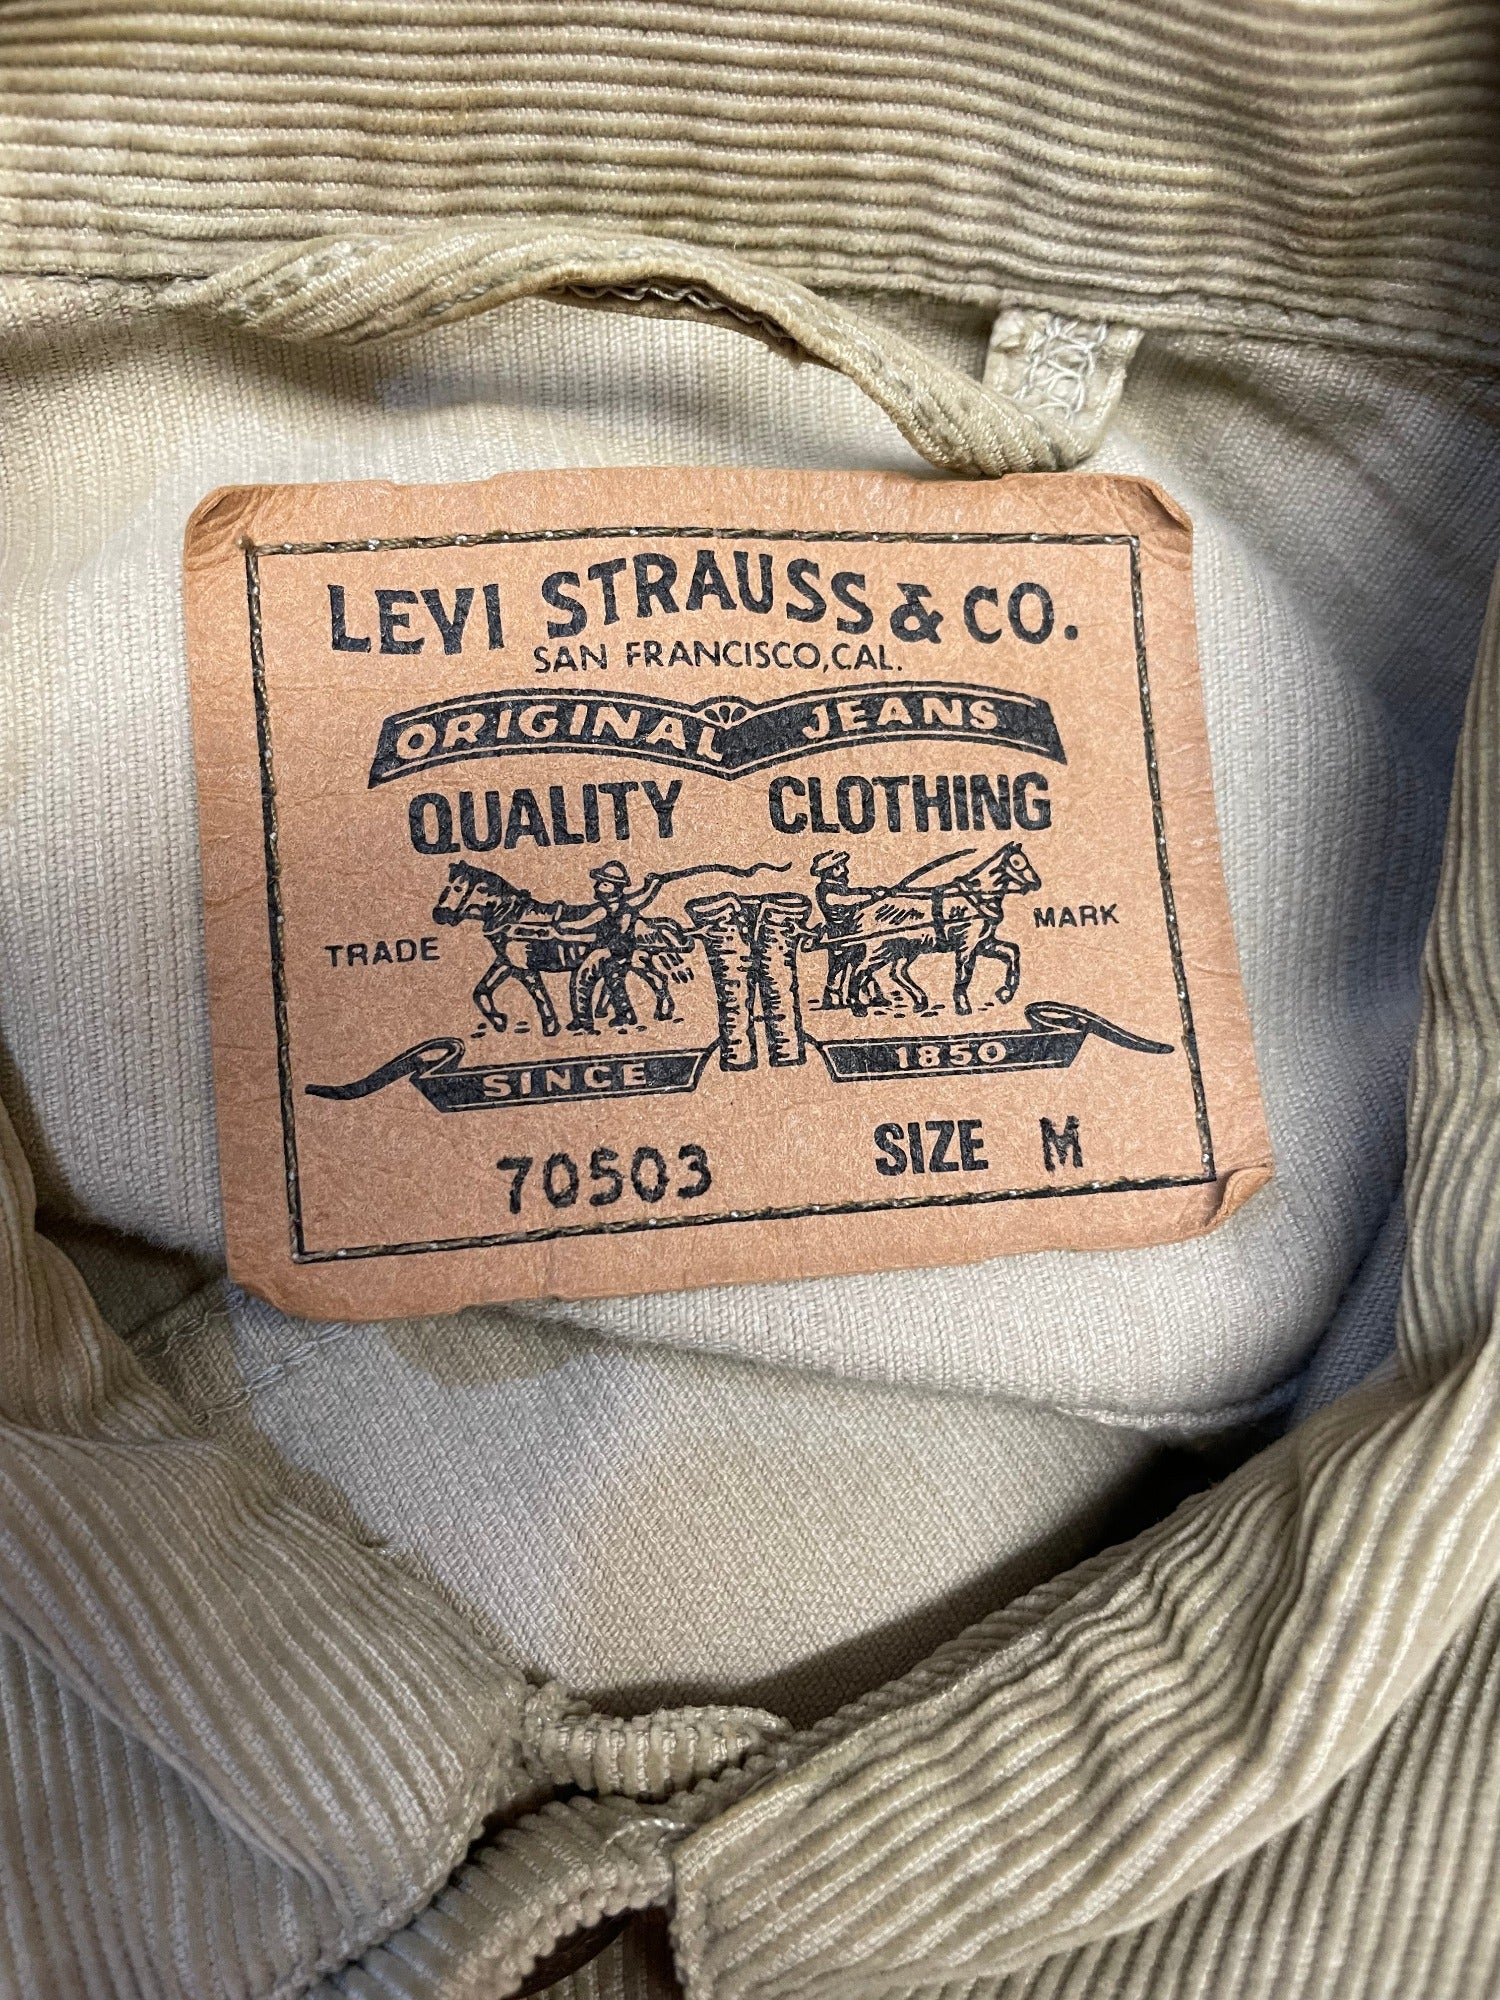 LEVI STRAUSS & CO.
SAN FRANCISCO, CAL.
ORIGINAL JEANS
QUALITY CLOTHING
TRADE MARK
SINCE 1850
70503 SIZE M